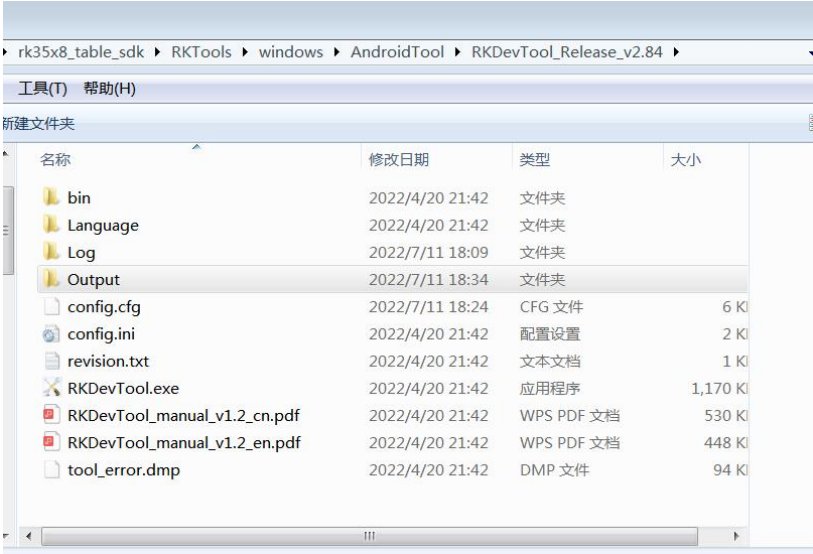 rk35x8_table_sdk RKTools windows AndroidTool RKDevTool_Release_v2.84
工具(T) 帮助(H)
新建文件夹
名称 修改日期 类型 大小
bin 2022/4/20 21:42 文件夹
Language 2022/4/20 21:42 文件夹
Log 2022/7/11 18:09 文件夹
Output 2022/7/11 18:34 文件夹
config.cfg 2022/7/11 18:24 CFG 文件 6 K
config.ini 2022/4/20 21:42 配置设置 2 K
revision.txt 2022/4/20 21:42 文本文档 1 K
RKDevTool.exe 2022/4/20 21:42 应用程序 1,170 K
RKDevTool_manual_v1.2_cn.pdf 2022/4/20 21:42 WPS PDF 文档 530 K
RKDevTool_manual_v1.2_en.pdf 2022/4/20 21:42 WPS PDF 文档 448 K
tool_error.dmp 2022/4/20 21:42 DMP 文件 94 K